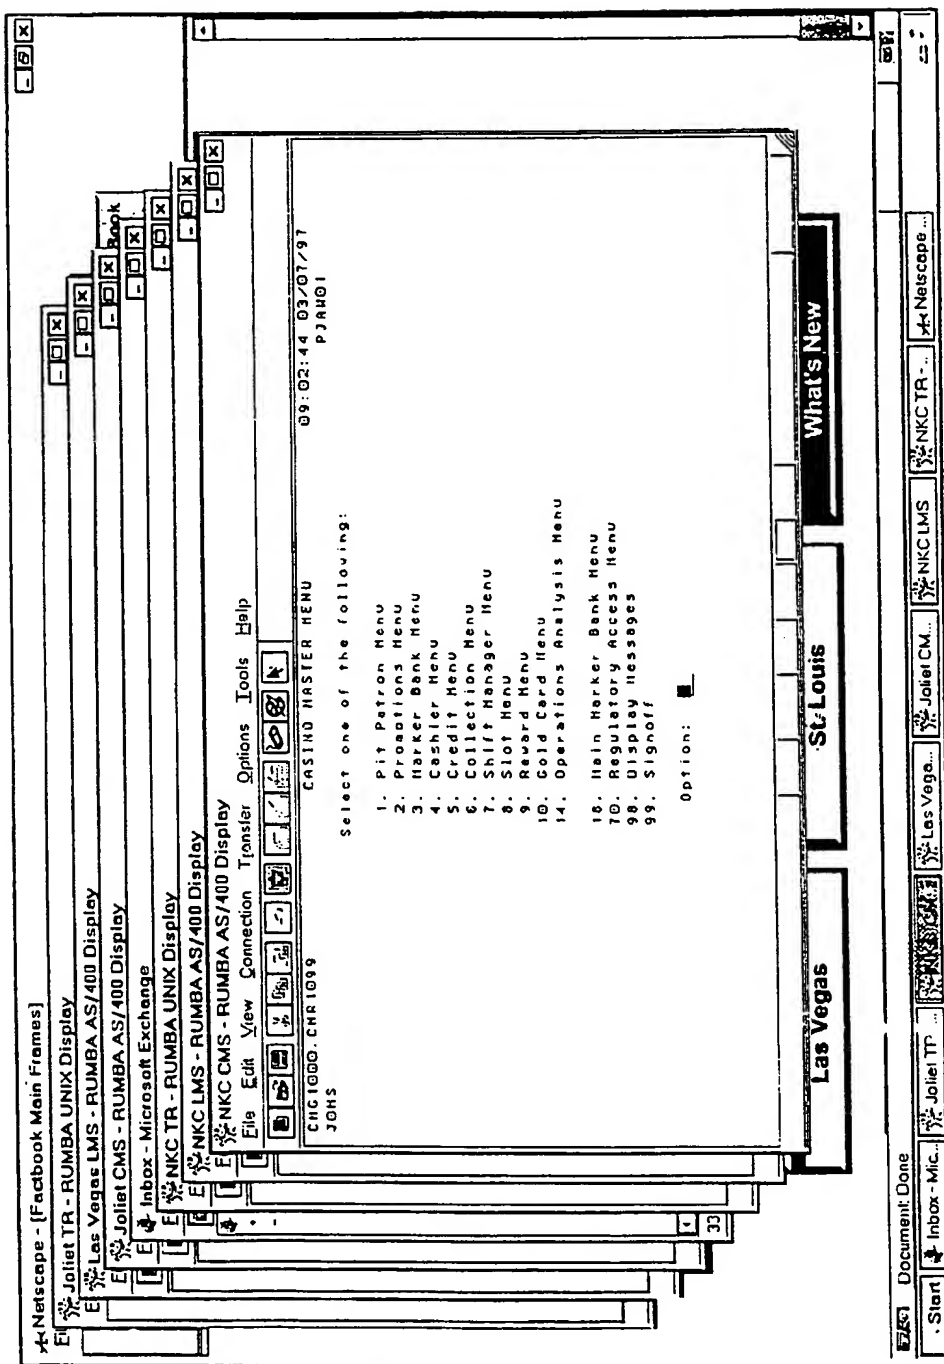 Netscape - [Factbook Main Frames]
Joliet TR - RUMBA UNIX Display
Las Vegas LMS - RUMBA AS/400 Display
Joliet CMS - RUMBA AS/400 Display
Book
Inbox - Microsoft Exchange
NKC TR - RUMBA UNIX Display
NKC LMS - RUMBA AS/400 Display
NKC CMS - RUMBA AS/400 Display
File Edit View Connection Transfer Options Tools Help
CMG1000.CMR1099 CASINO MASTER MENU 09:02:44 03/07/97
JOMS PJAWO1
Select one of the following:
1. Pit Patron Menu
2. Promotions Menu
3. Marker Bank Menu
4. Cashier Menu
5. Credit Menu
6. Collection Menu
7. Shift Manager Menu
8. Slot Menu
9. Reward Menu
10. Gold Card Menu
14. Operations Analysis Menu
18. Main Marker Bank Menu
70. Regulatory Access Menu
98. Display Messages
99. Signoff
Option:
33
Las Vegas St. Louis What's New
Document Done
Start Inbox - Mic... Joliet TR ... Las Vega... Joliet CM... NKC LMS NKC TR - ... Netscape ...